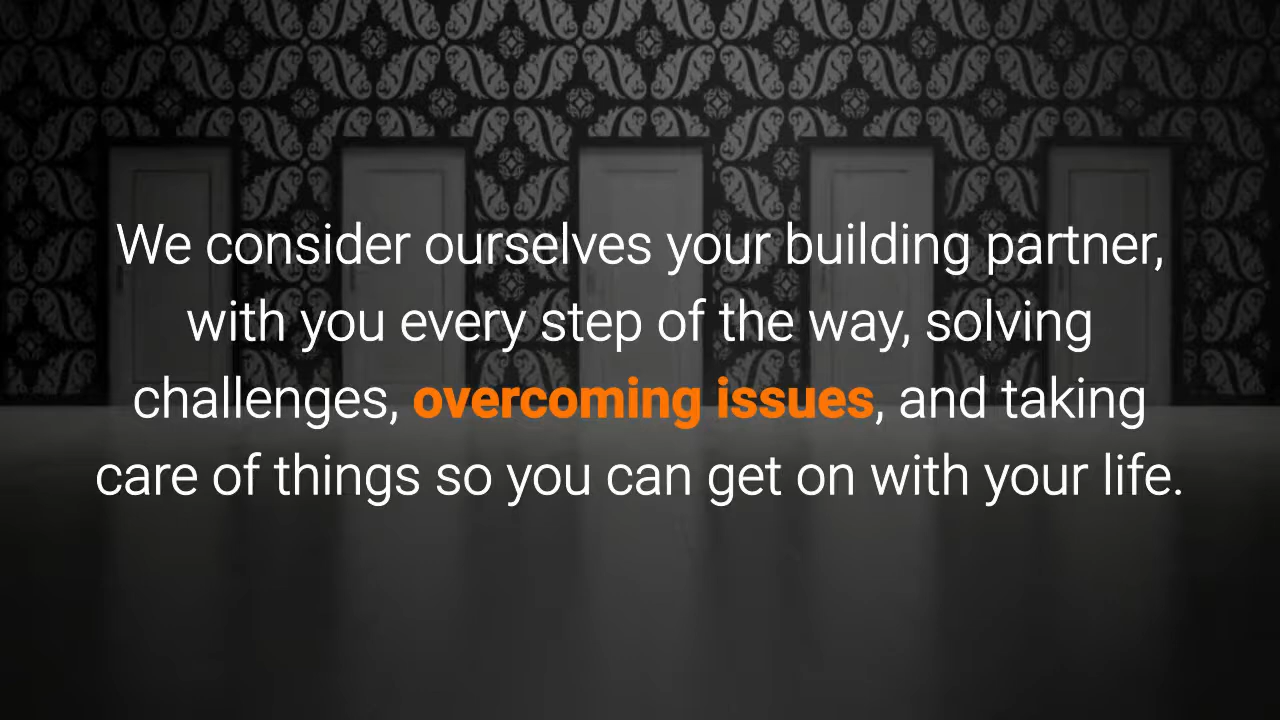 We consider ourselves your building partner,
with you every step of the way, solving
challenges, overcoming issues, and taking
care of things so you can get on with your life.